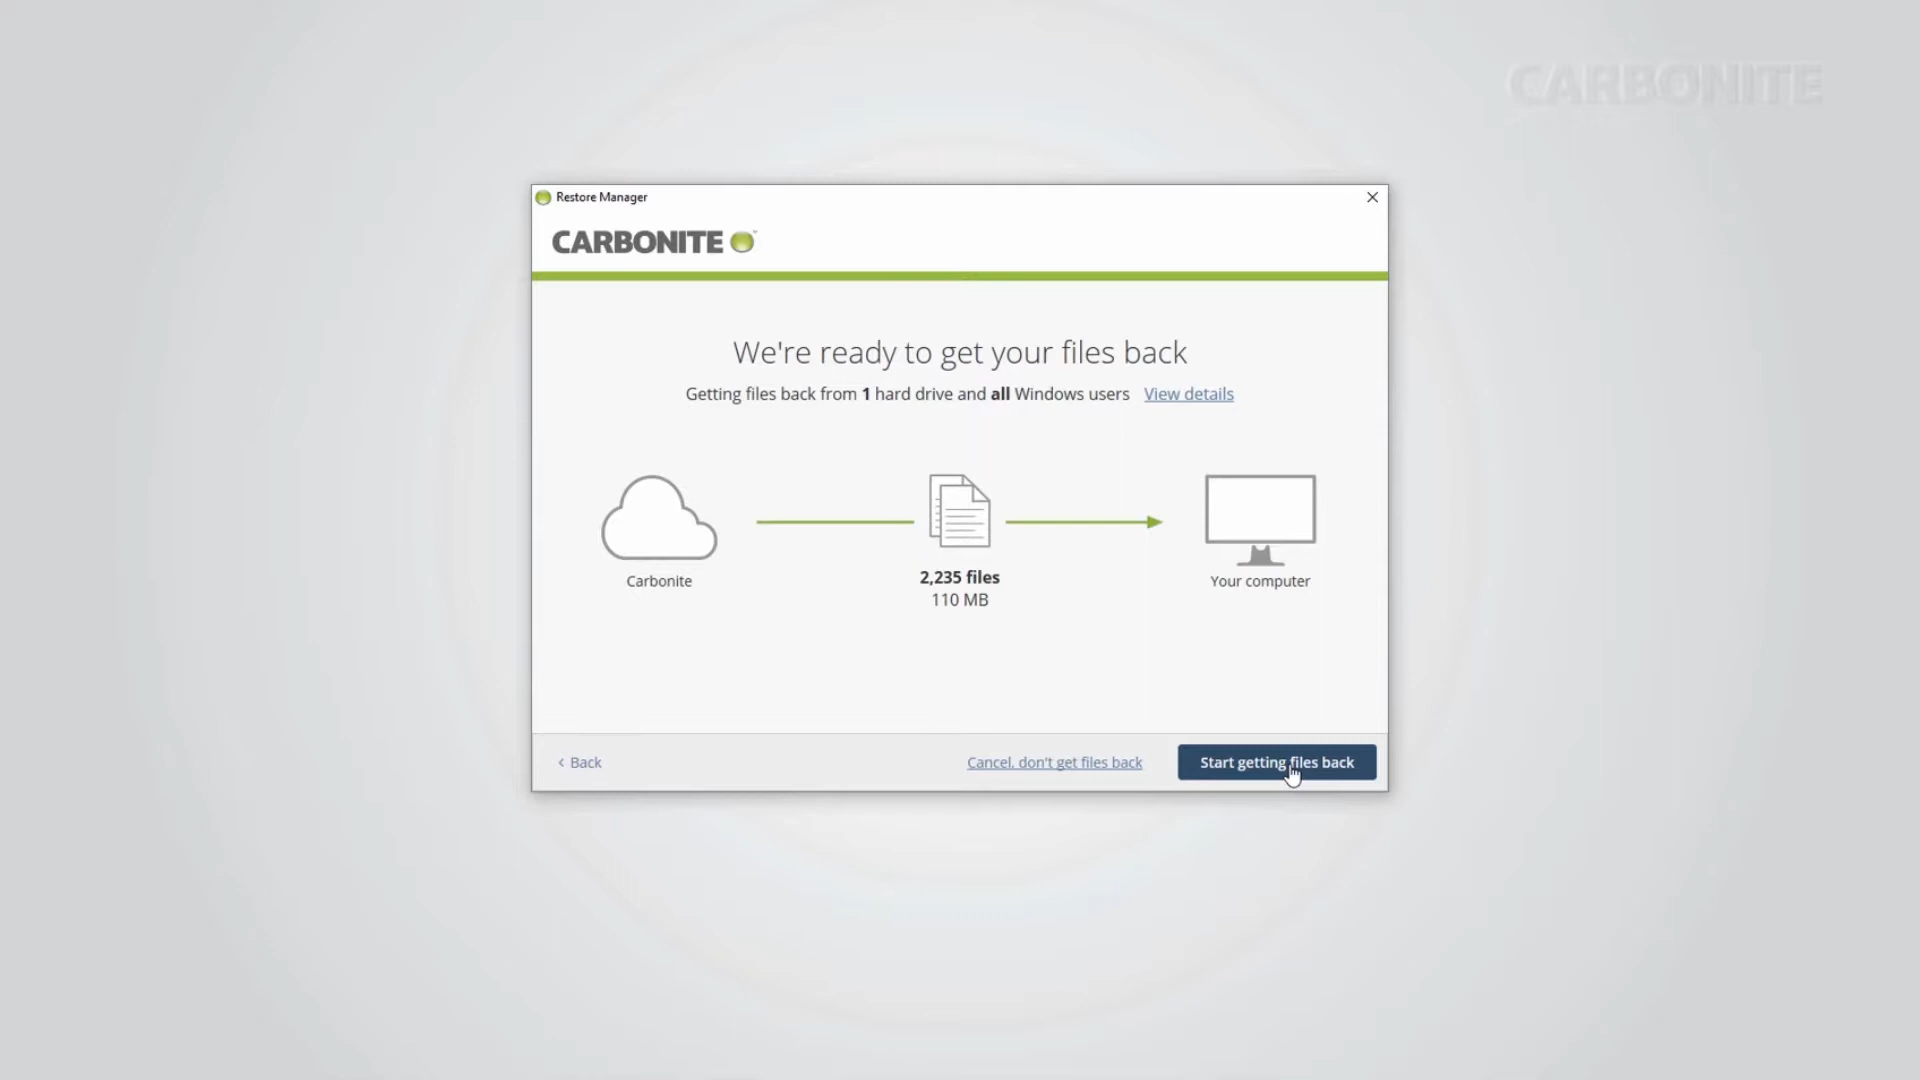 CARBONITE
Restore Manager
CARBONITE
We're ready to get your files back
Getting files back from 1 hard drive and all Windows users View details
Carbonite
2,235 files
110 MB
Your computer
< Back
Cancel, don't get files back
Start getting files back